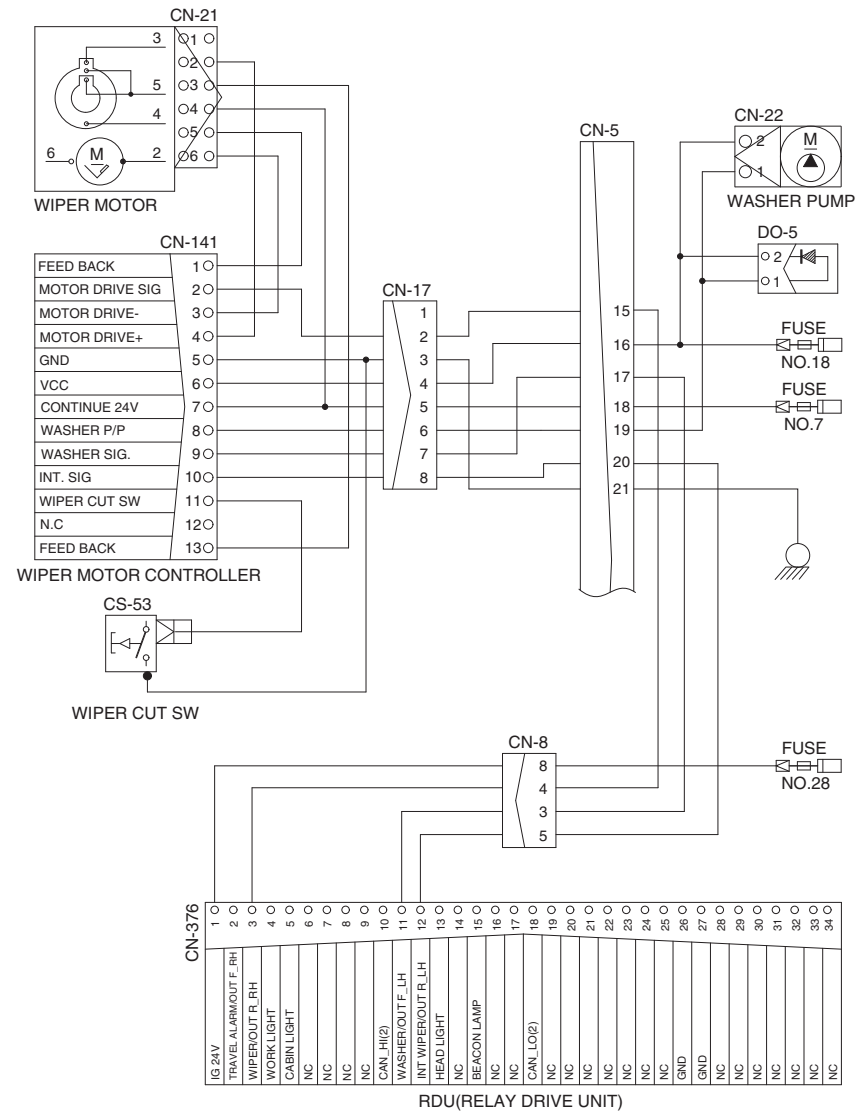 CN-21
3
1
2
5
3
4
4
5
6
M
2
6
WIPER MOTOR
CN-141
FEED BACK 1
MOTOR DRIVE SIG 2
MOTOR DRIVE- 3
MOTOR DRIVE+ 4
GND 5
VCC 6
CONTINUE 24V 7
WASHER P/P 8
WASHER SIG. 9
INT. SIG 10
WIPER CUT SW 11
N.C 12
FEED BACK 13
WIPER MOTOR CONTROLLER
CS-53
WIPER CUT SW
CN-17
1
2
3
4
5
6
7
8
CN-5
15
16
17
18
19
20
21
CN-22
2
M
1
WASHER PUMP
DO-5
2
1
FUSE
NO.18
FUSE
NO.7
CN-8
8
4
3
5
FUSE
NO.28
CN-376
1 IG 24V
2 TRAVEL ALARM/OUT F_RH
3 WIPER/OUT R_RH
4 WORK LIGHT
5 CABIN LIGHT
6 NC
7 NC
8 NC
9 NC
10 CAN_HI(2)
11 WASHER/OUT F_LH
12 INT WIPER/OUT R_LH
13 HEAD LIGHT
14 NC
15 BEACON LAMP
16 NC
17 NC
18 CAN_LO(2)
19 NC
20 NC
21 NC
22 NC
23 NC
24 NC
25 NC
26 GND
27 GND
28 NC
29 NC
30 NC
31 NC
32 NC
33 NC
34 NC
RDU(RELAY DRIVE UNIT)